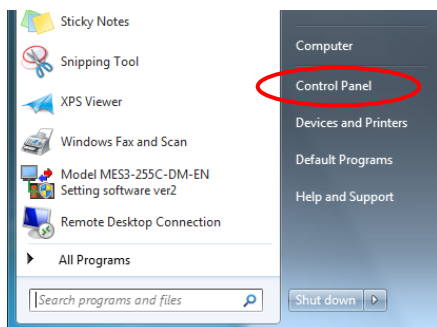 Sticky Notes
Snipping Tool
XPS Viewer
Windows Fax and Scan
Model MES3-255C-DM-EN
Setting software ver2
Remote Desktop Connection
All Programs
Search programs and files
Computer
Control Panel
Devices and Printers
Default Programs
Help and Support
Shut down